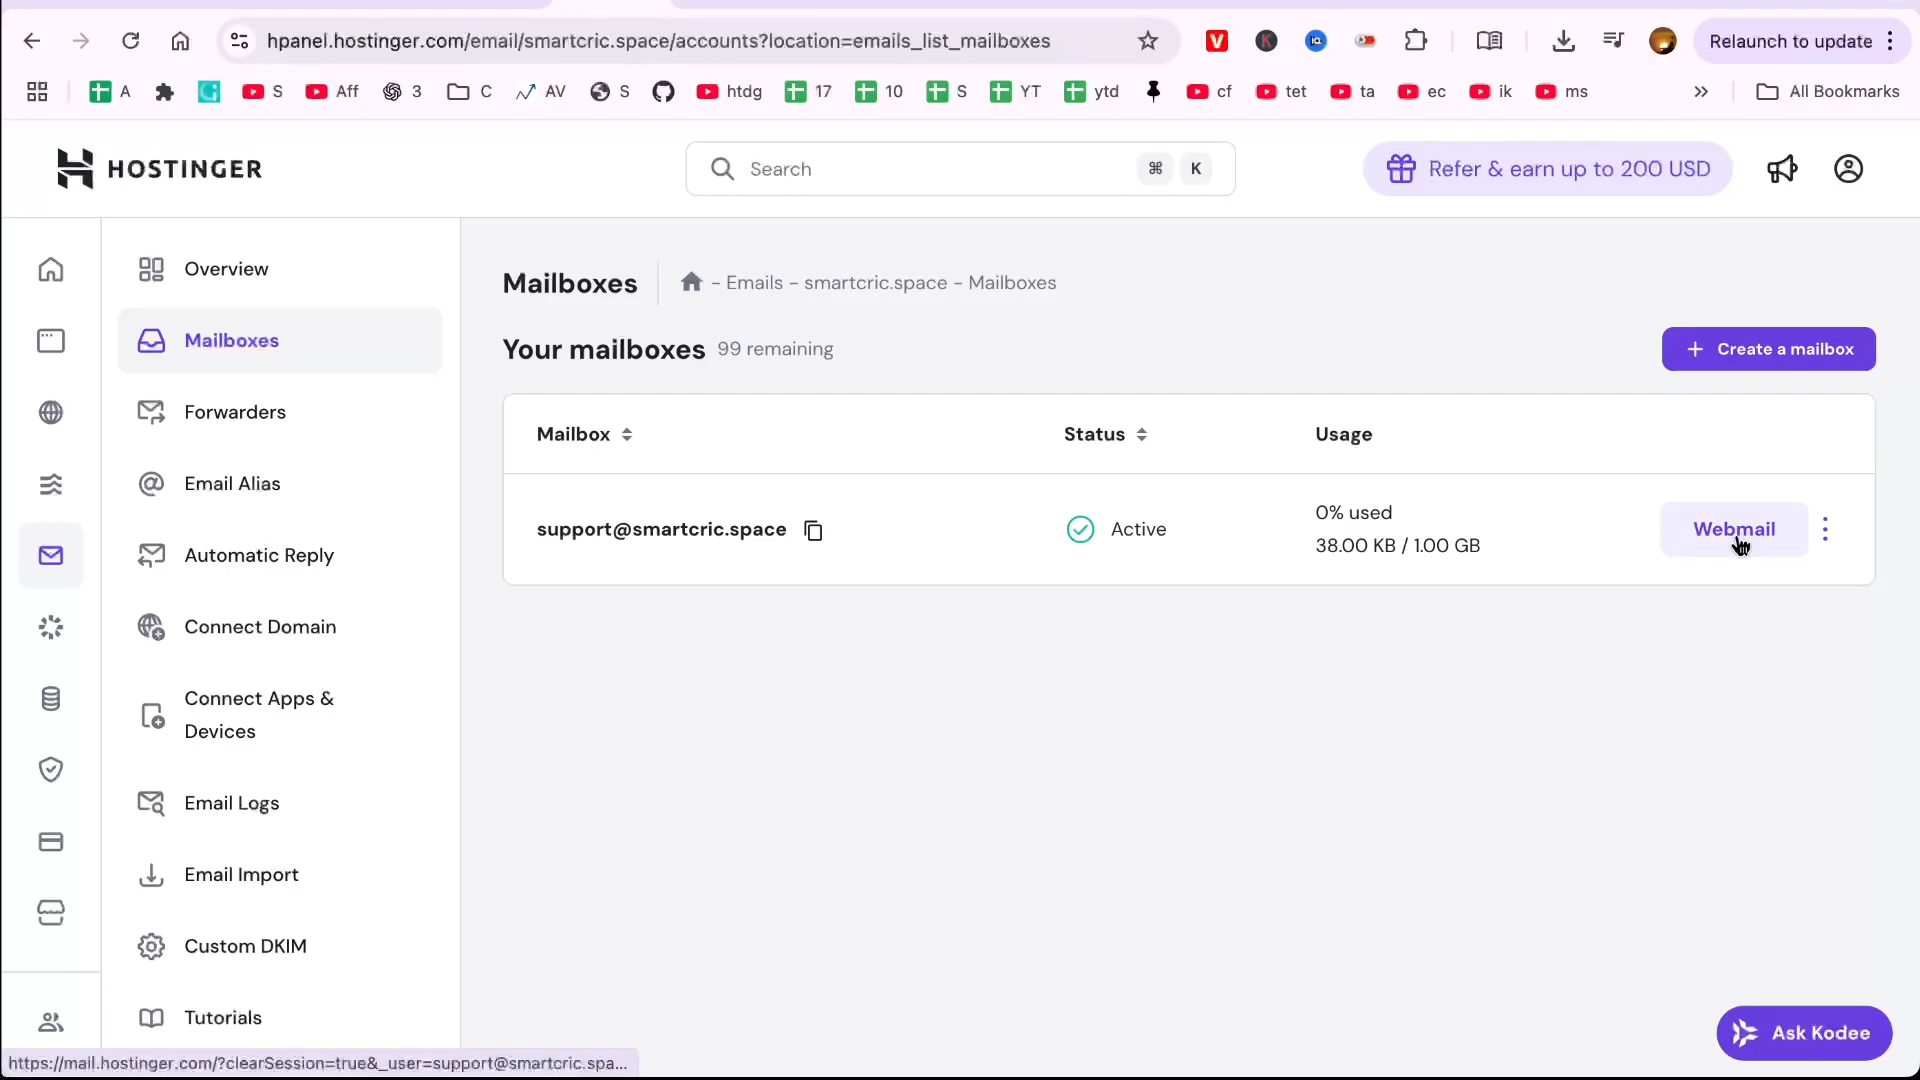 hpanel.hostinger.com/email/smartcric.space/accounts?location=emails_list_mailboxes
Relaunch to update
A
S
Aff
3
C
AV
S
htdg
17
10
S
YT
ytd
cf
tet
ta
ec
ik
ms
All Bookmarks
HOSTINGER
Search
⌘ K
Refer & earn up to 200 USD
Overview
Mailboxes
Forwarders
Email Alias
Automatic Reply
Connect Domain
Connect Apps &
Devices
Email Logs
Email Import
Custom DKIM
Tutorials
Mailboxes
- Emails - smartcric.space - Mailboxes
Your mailboxes 99 remaining
+ Create a mailbox
Mailbox Status Usage
support@smartcric.space
Active
0% used
38.00 KB / 1.00 GB
Webmail
Ask Kodee
https://mail.hostinger.com/?clearSession=true&_user=support@smartcric.spa...